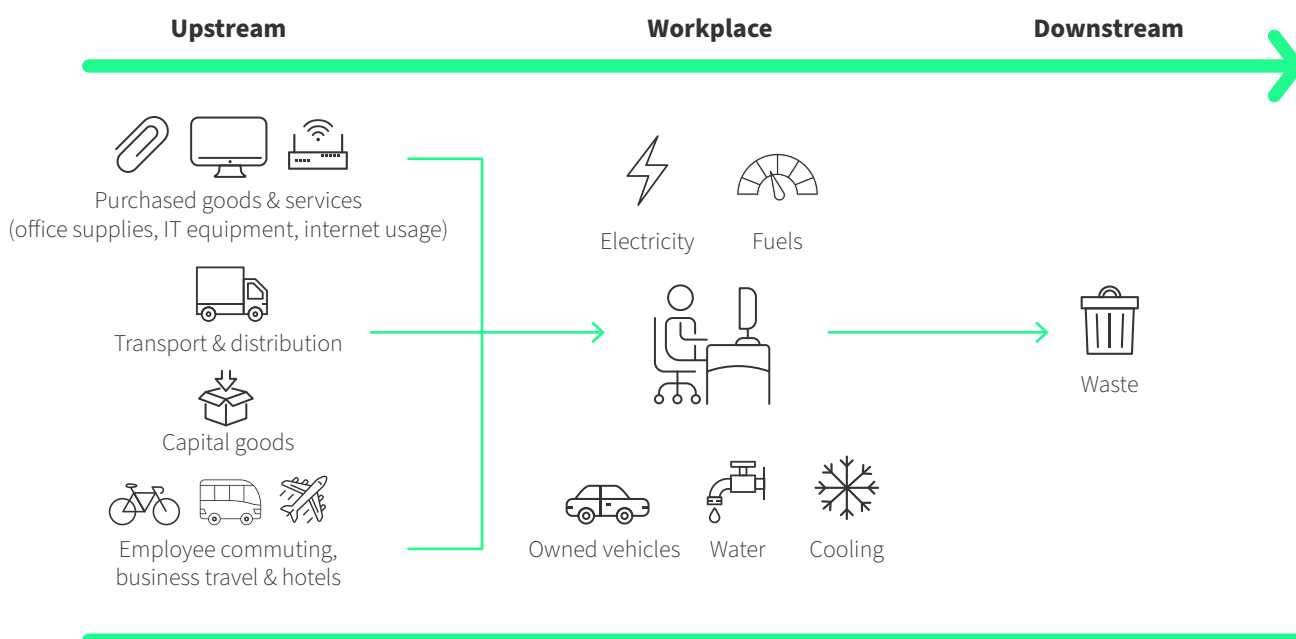 Upstream
Workplace
Downstream
Purchased goods & services
(office supplies, IT equipment, internet usage)
Transport & distribution
Capital goods
Employee commuting,
business travel & hotels
Electricity
Fuels
Owned vehicles
Water
Cooling
Waste